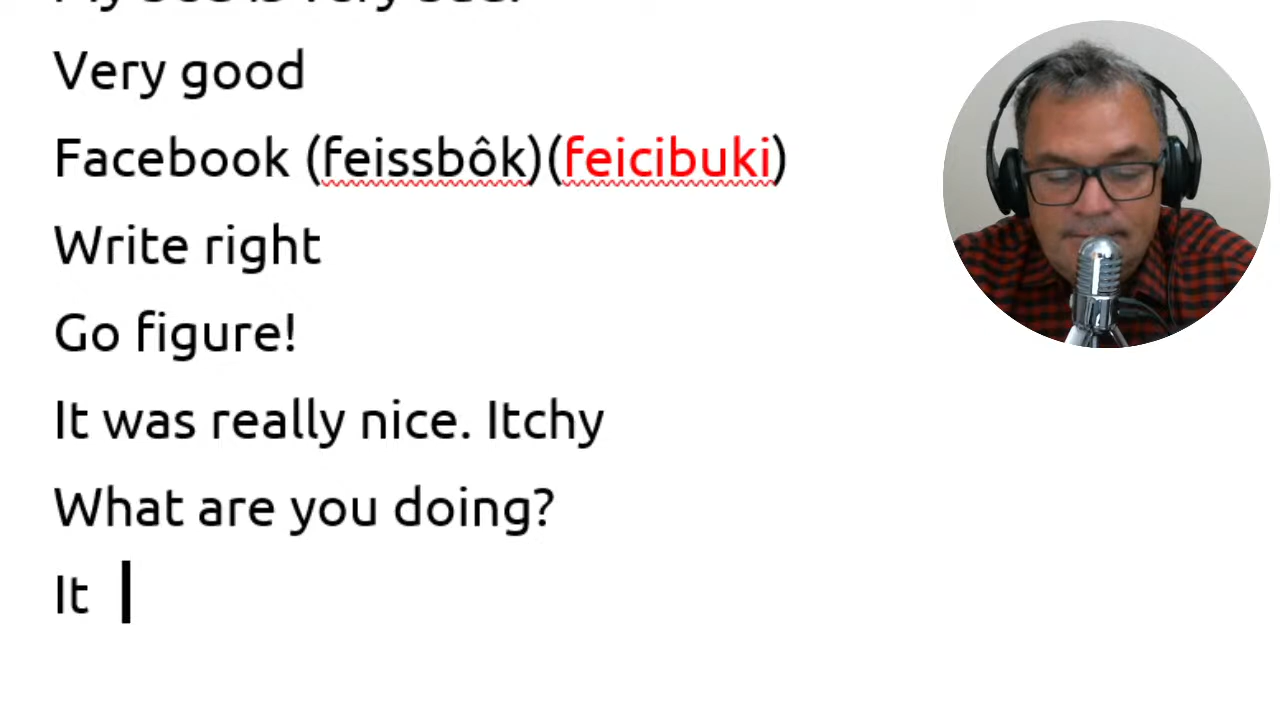 Very good
Facebook (feissbôk)(feicibuki)
Write right
Go figure!
It was really nice. Itchy
What are you doing?
It